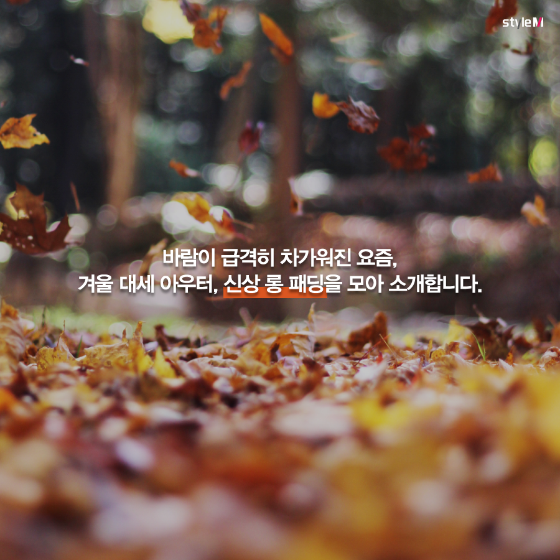 styleM
바람이 급격히 차가워진 요즘,
겨울 대세 아우터, 신상 롱 패딩을 모아 소개합니다.